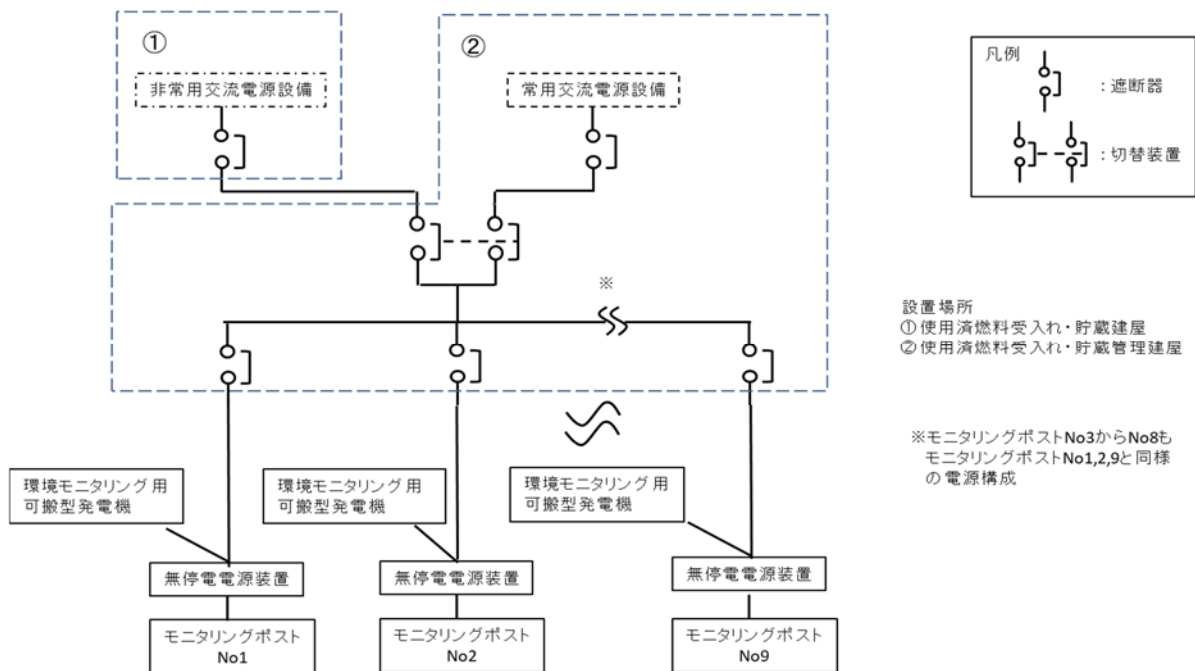 ①
非常用交流電源設備
②
常用交流電源設備
凡例
：遮断器
：切替装置
※
設置場所
①使用済燃料受入れ・貯蔵建屋
②使用済燃料受入れ・貯蔵管理建屋
※モニタリングポストNo3からNo8も
モニタリングポストNo1,2,9と同様
の電源構成
環境モニタリング用
可搬型発電機
環境モニタリング用
可搬型発電機
環境モニタリング用
可搬型発電機
無停電電源装置
無停電電源装置
無停電電源装置
モニタリングポスト
No1
モニタリングポスト
No2
モニタリングポスト
No9